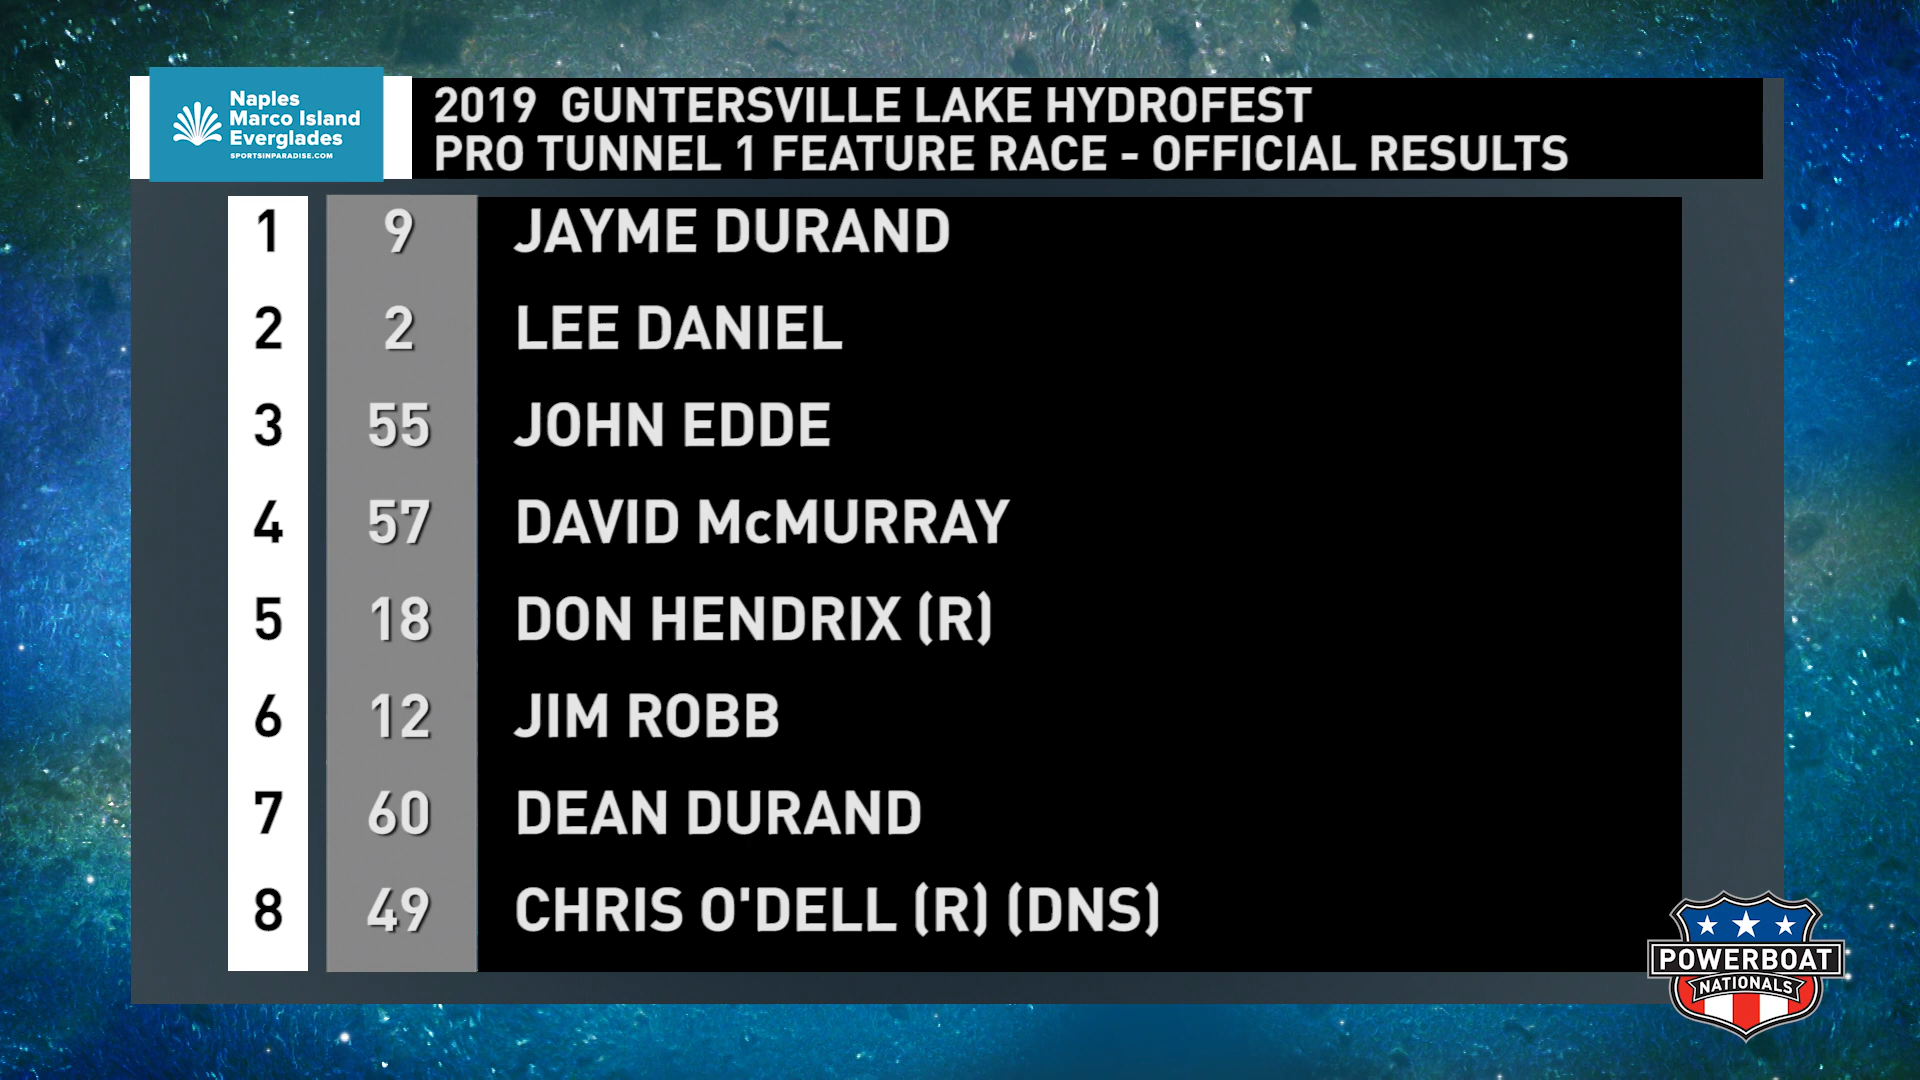 Naples
Marco Island
Everglades
SPORTSINPARADISE.COM
2019 GUNTERSVILLE LAKE HYDROFEST
PRO TUNNEL 1 FEATURE RACE - OFFICIAL RESULTS
1 9 JAYME DURAND
2 2 LEE DANIEL
3 55 JOHN EDDE
4 57 DAVID McMURRAY
5 18 DON HENDRIX (R)
6 12 JIM ROBB
7 60 DEAN DURAND
8 49 CHRIS O'DELL (R) (DNS)
POWERBOAT
NATIONALS